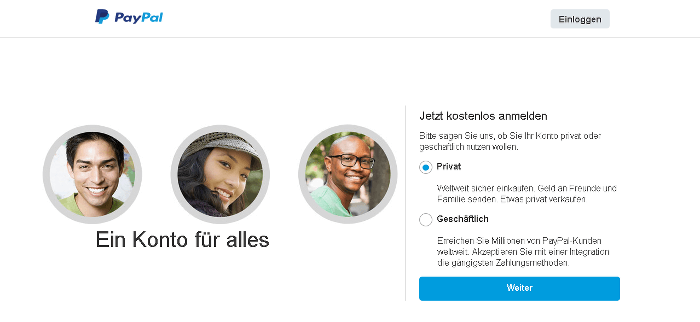 PayPal
Einloggen
Jetzt kostenlos anmelden
Bitte sagen Sie uns, ob Sie Ihr Konto privat oder
geschäftlich nutzen wollen.
Privat
Weltweit sicher einkaufen, Geld an Freunde und
Familie senden. Etwas privat verkaufen
Geschäftlich
Erreichen Sie Millionen von PayPal-Kunden
weltweit. Akzeptieren Sie mit einer Integration
die gängigsten Zahlungsmethoden.
Weiter
Ein Konto für alles